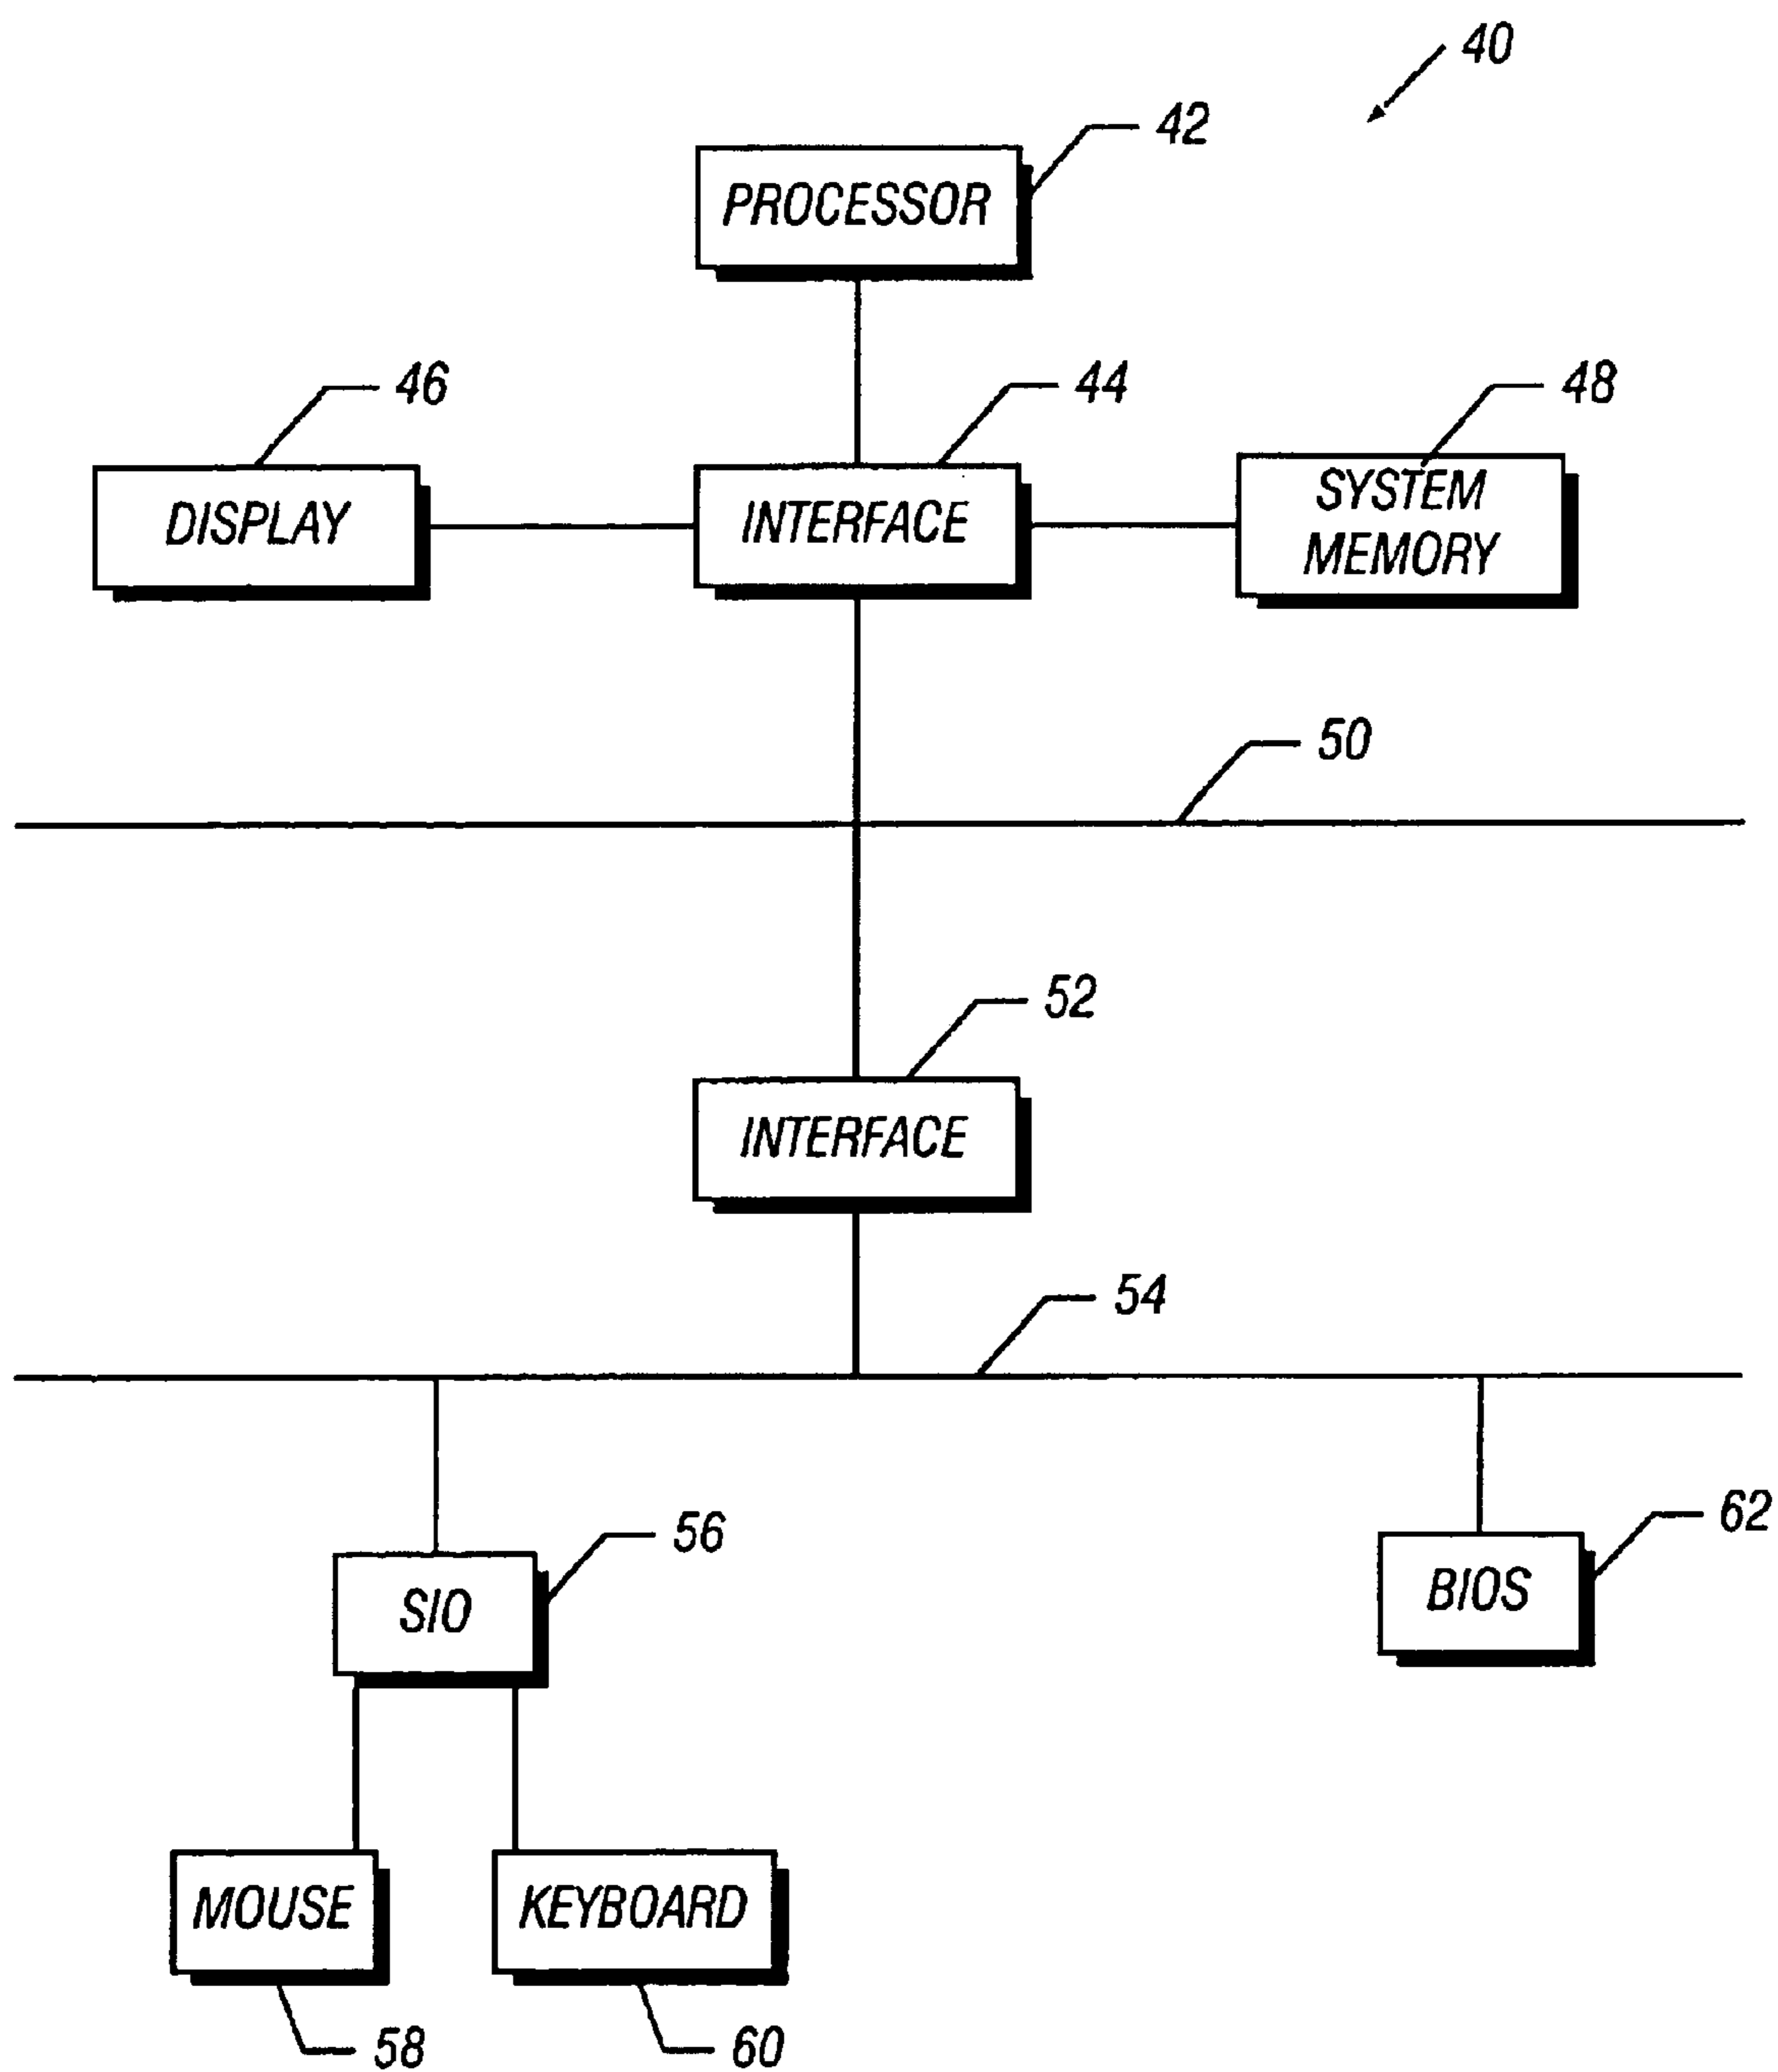 40
42
PROCESSOR
46
44
48
DISPLAY
INTERFACE
SYSTEM
MEMORY
50
52
INTERFACE
54
56
62
SIO
BIOS
MOUSE
KEYBOARD
58
60